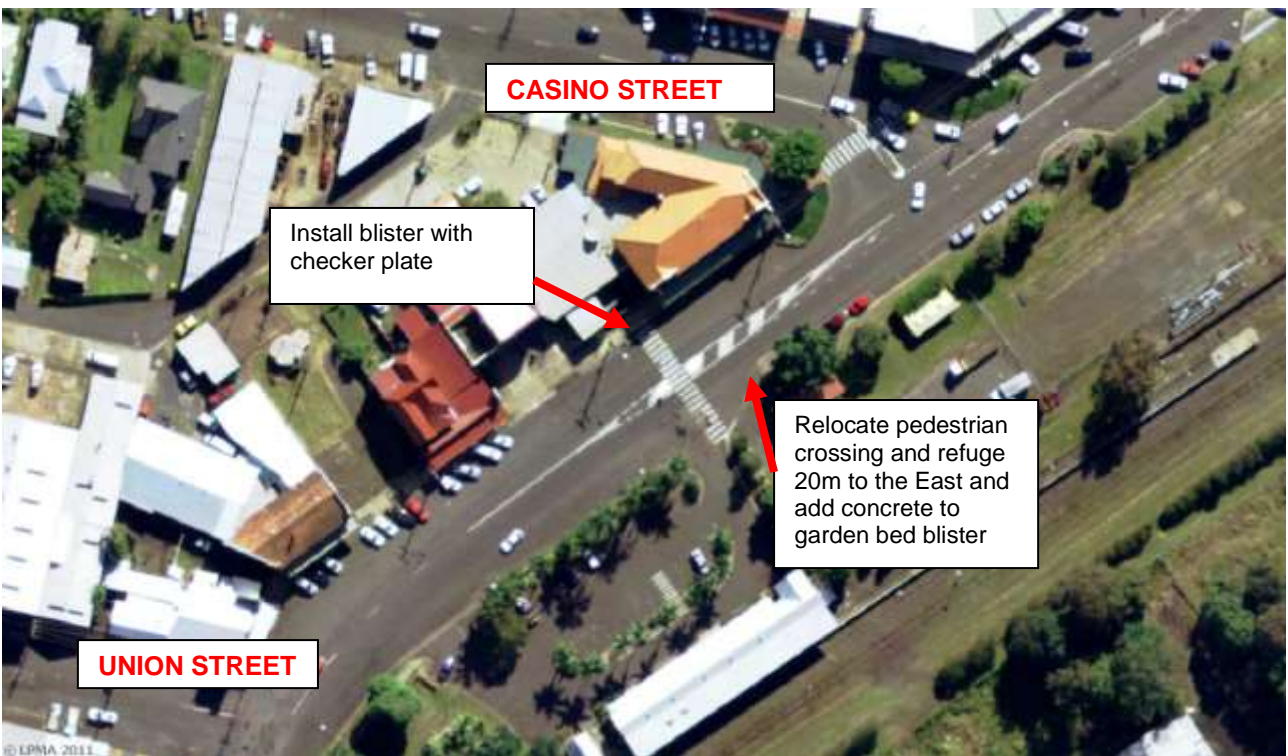 CASINO STREET
Install blister with
checker plate
Relocate pedestrian
crossing and refuge
20m to the East and
add concrete to
garden bed blister
UNION STREET
© LPMA 2011